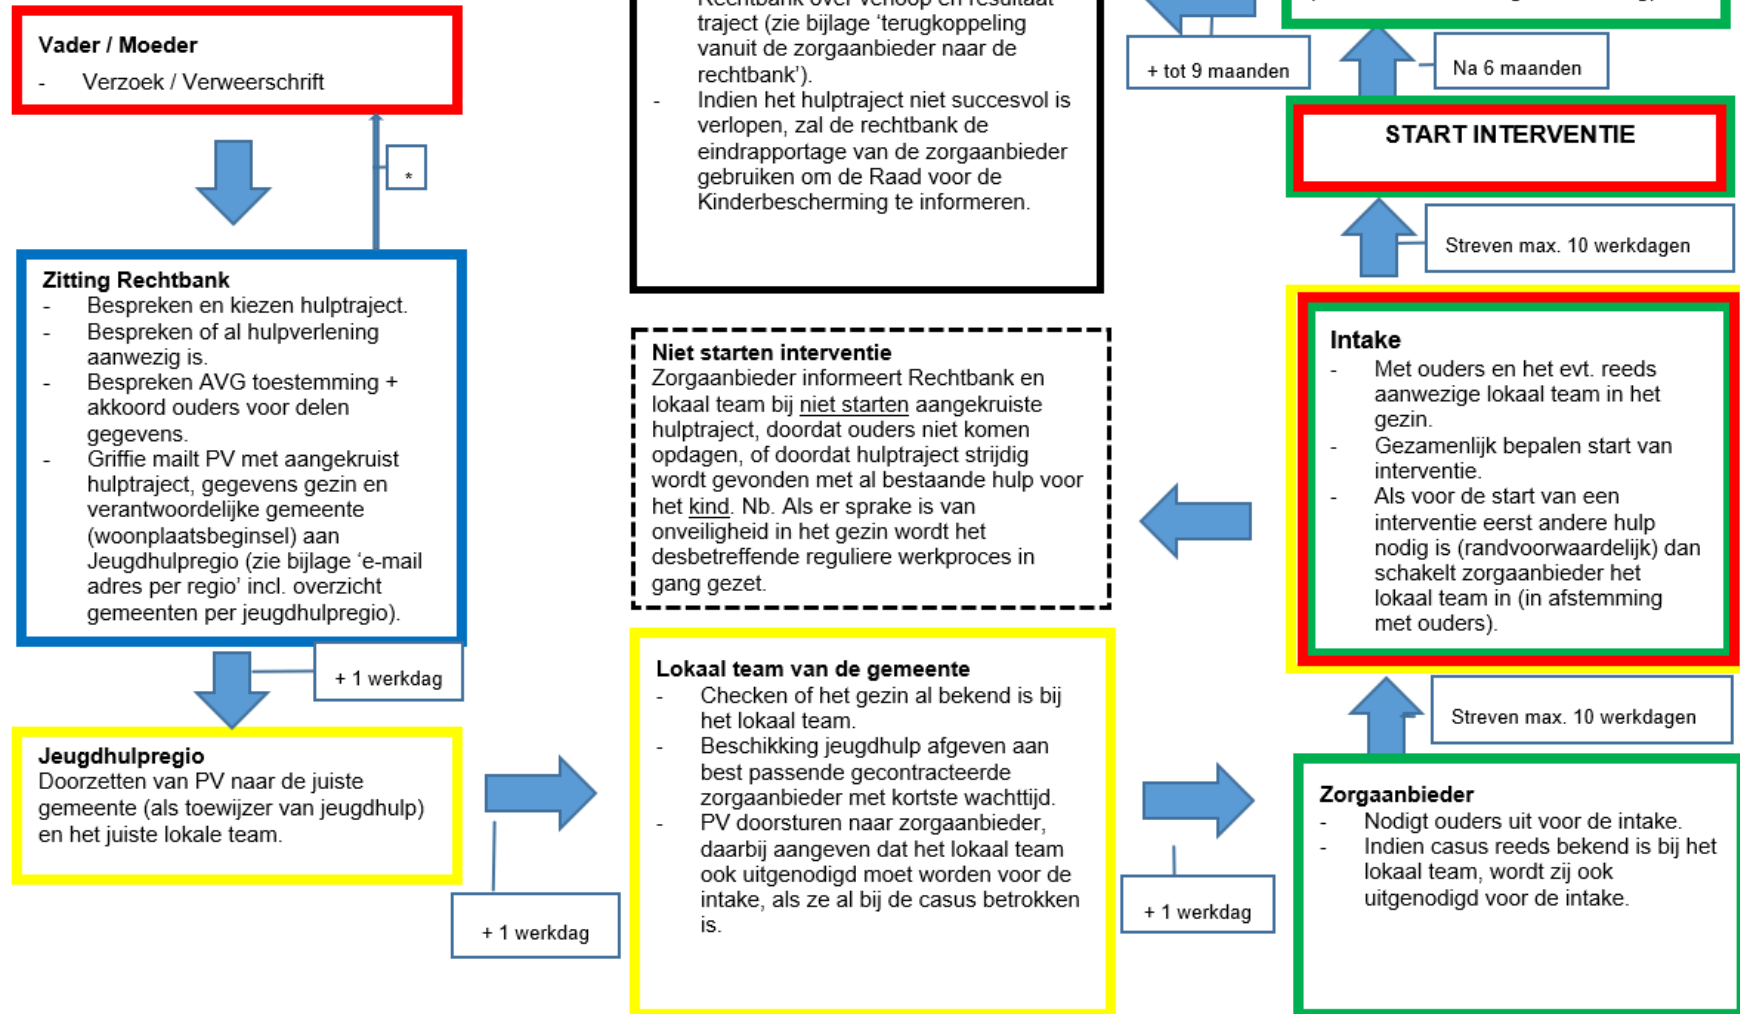 Vader / Moeder
- Verzoek / Verweerschrift
*
Zitting Rechtbank
- Bespreken en kiezen hulptraject.
- Bespreken of al hulpverlening
aanwezig is.
- Bespreken AVG toestemming +
akkoord ouders voor delen
gegevens.
- Griffie mailt PV met aangekruist
hulptraject, gegevens gezin en
verantwoordelijke gemeente
(woonplaatsbeginsel) aan
Jeugdhulpregio (zie bijlage ‘e-mail
adres per regio’ incl. overzicht
gemeenten per jeugdhulpregio).
+ 1 werkdag
Jeugdhulpregio
Doorzetten van PV naar de juiste
gemeente (als toewijzer van jeugdhulp)
en het juiste lokale team.
+ 1 werkdag
Rechtbank over verloop en resultaat
traject (zie bijlage ‘terugkoppeling
vanuit de zorgaanbieder naar de
rechtbank’).
- Indien het hulptraject niet succesvol is
verlopen, zal de rechtbank de
eindrapportage van de zorgaanbieder
gebruiken om de Raad voor de
Kinderbescherming te informeren.
Niet starten interventie
Zorgaanbieder informeert Rechtbank en
lokaal team bij niet starten aangekruiste
hulptraject, doordat ouders niet komen
opdagen, of doordat hulptraject strijdig
wordt gevonden met al bestaande hulp voor
het kind. Nb. Als er sprake is van
onveiligheid in het gezin wordt het
desbetreffende reguliere werkproces in
gang gezet.
Lokaal team van de gemeente
- Checken of het gezin al bekend is bij
het lokaal team.
- Beschikking jeugdhulp afgeven aan
best passende gecontracteerde
zorgaanbieder met kortste wachttijd.
- PV doorsturen naar zorgaanbieder,
daarbij aangeven dat het lokaal team
ook uitgenodigd moet worden voor de
intake, als ze al bij de casus betrokken
is.
+ 1 werkdag
+ tot 9 maanden
Na 6 maanden
START INTERVENTIE
Streven max. 10 werkdagen
Intake
- Met ouders en het evt. reeds
aanwezige lokaal team in het
gezin.
- Gezamenlijk bepalen start van
interventie.
- Als voor de start van een
interventie eerst andere hulp
nodig is (randvoorwaardelijk) dan
schakelt zorgaanbieder het
lokaal team in (in afstemming
met ouders).
Streven max. 10 werkdagen
Zorgaanbieder
- Nodigt ouders uit voor de intake.
- Indien casus reeds bekend is bij het
lokaal team, wordt zij ook
uitgenodigd voor de intake.